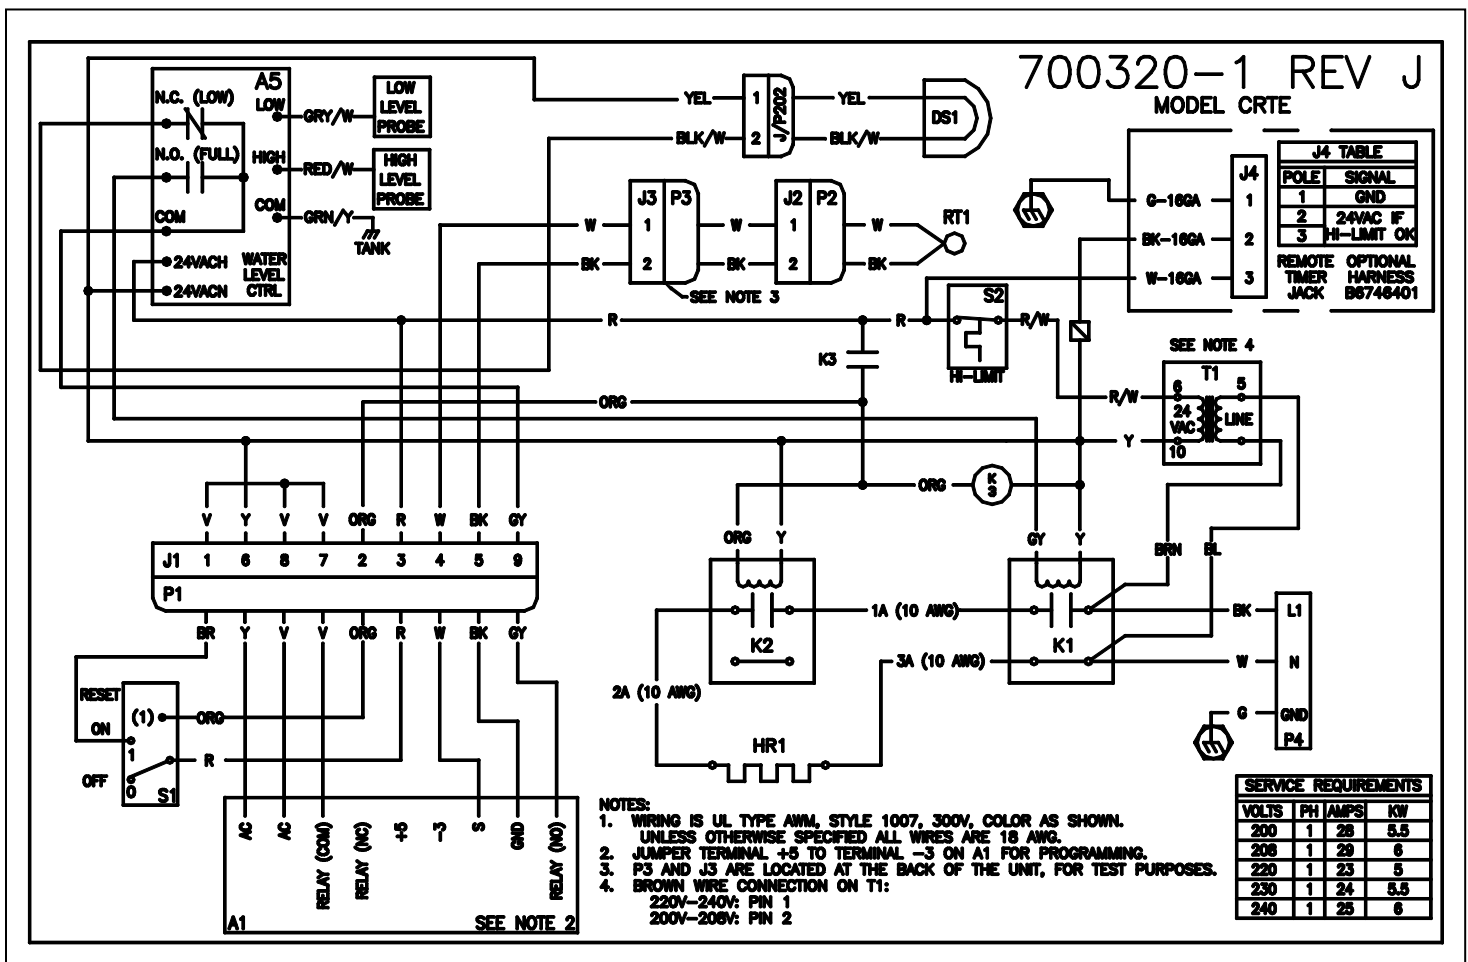 700320-1 REV J
MODEL CRTE
A5
N.C. (LOW)
N.O. (FULL)
COM
24VACH
24VACN
LOW
HIGH
COM
WATER
LEVEL
CTRL
GRY/W
RED/W
GRN/Y
LOW
LEVEL
PROBE
HIGH
LEVEL
PROBE
TANK
YEL
1
J/P202
YEL
BLK/W
2
BLK/W
DS1
J3 P3
W 1 W
BK 2 BK
SEE NOTE 3
J2 P2
1 W
2 BK
RT1
G-16GA 1
BK-16GA 2
W-16GA 3
J4
J4 TABLE
POLE SIGNAL
1 GND
2 24VAC IF
3 HI-LIMIT OK
REMOTE OPTIONAL
TIMER HARNESS
JACK B6746401
R
R
S2
R/W
HI-LIMIT
K3
ORG
SEE NOTE 4
T1
R/W
6 5
24
VAC
LINE
10
Y
ORG
K
3
V Y V V ORG R W BK GY
J1 1 6 8 7 2 3 4 5 9
P1
BR Y V V ORG R W BK GY
ORG Y
K2
GY Y
K1
BRN BL
1A (10 AWG)
3A (10 AWG)
2A (10 AWG)
HR1
BK L1
W N
G GND
P4
RESET
ON
OFF
(1)
1
0
S1
ORG
R
AC
AC
RELAY (COM)
RELAY (NC)
+5
-3
S
GND
RELAY (NO)
A1
SEE NOTE 2
NOTES:
1. WIRING IS UL TYPE AWM, STYLE 1007, 300V, COLOR AS SHOWN.
UNLESS OTHERWISE SPECIFIED ALL WIRES ARE 18 AWG.
2. JUMPER TERMINAL +5 TO TERMINAL -3 ON A1 FOR PROGRAMMING.
3. P3 AND J3 ARE LOCATED AT THE BACK OF THE UNIT, FOR TEST PURPOSES.
4. BROWN WIRE CONNECTION ON T1:
220V-240V: PIN 1
200V-208V: PIN 2
SERVICE REQUIREMENTS
VOLTS PH AMPS KW
200 1 28 5.5
208 1 29 6
220 1 23 5
230 1 24 5.5
240 1 25 6